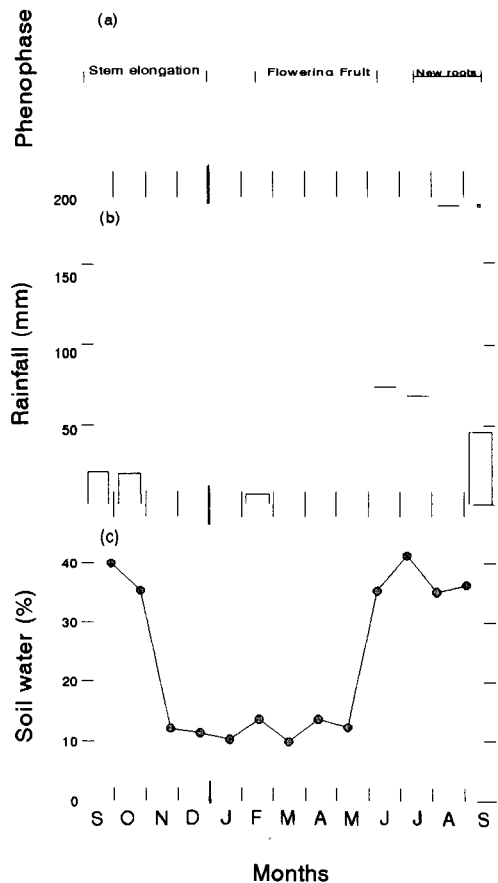 (a)
Phenophase
Stem elongation
Flowering Fruit
New roots
200
(b)
150
100
50
Rainfall (mm)
(c)
40
30
20
10
0
Soil water (%)
S O N D J F M A M J J A S
Months